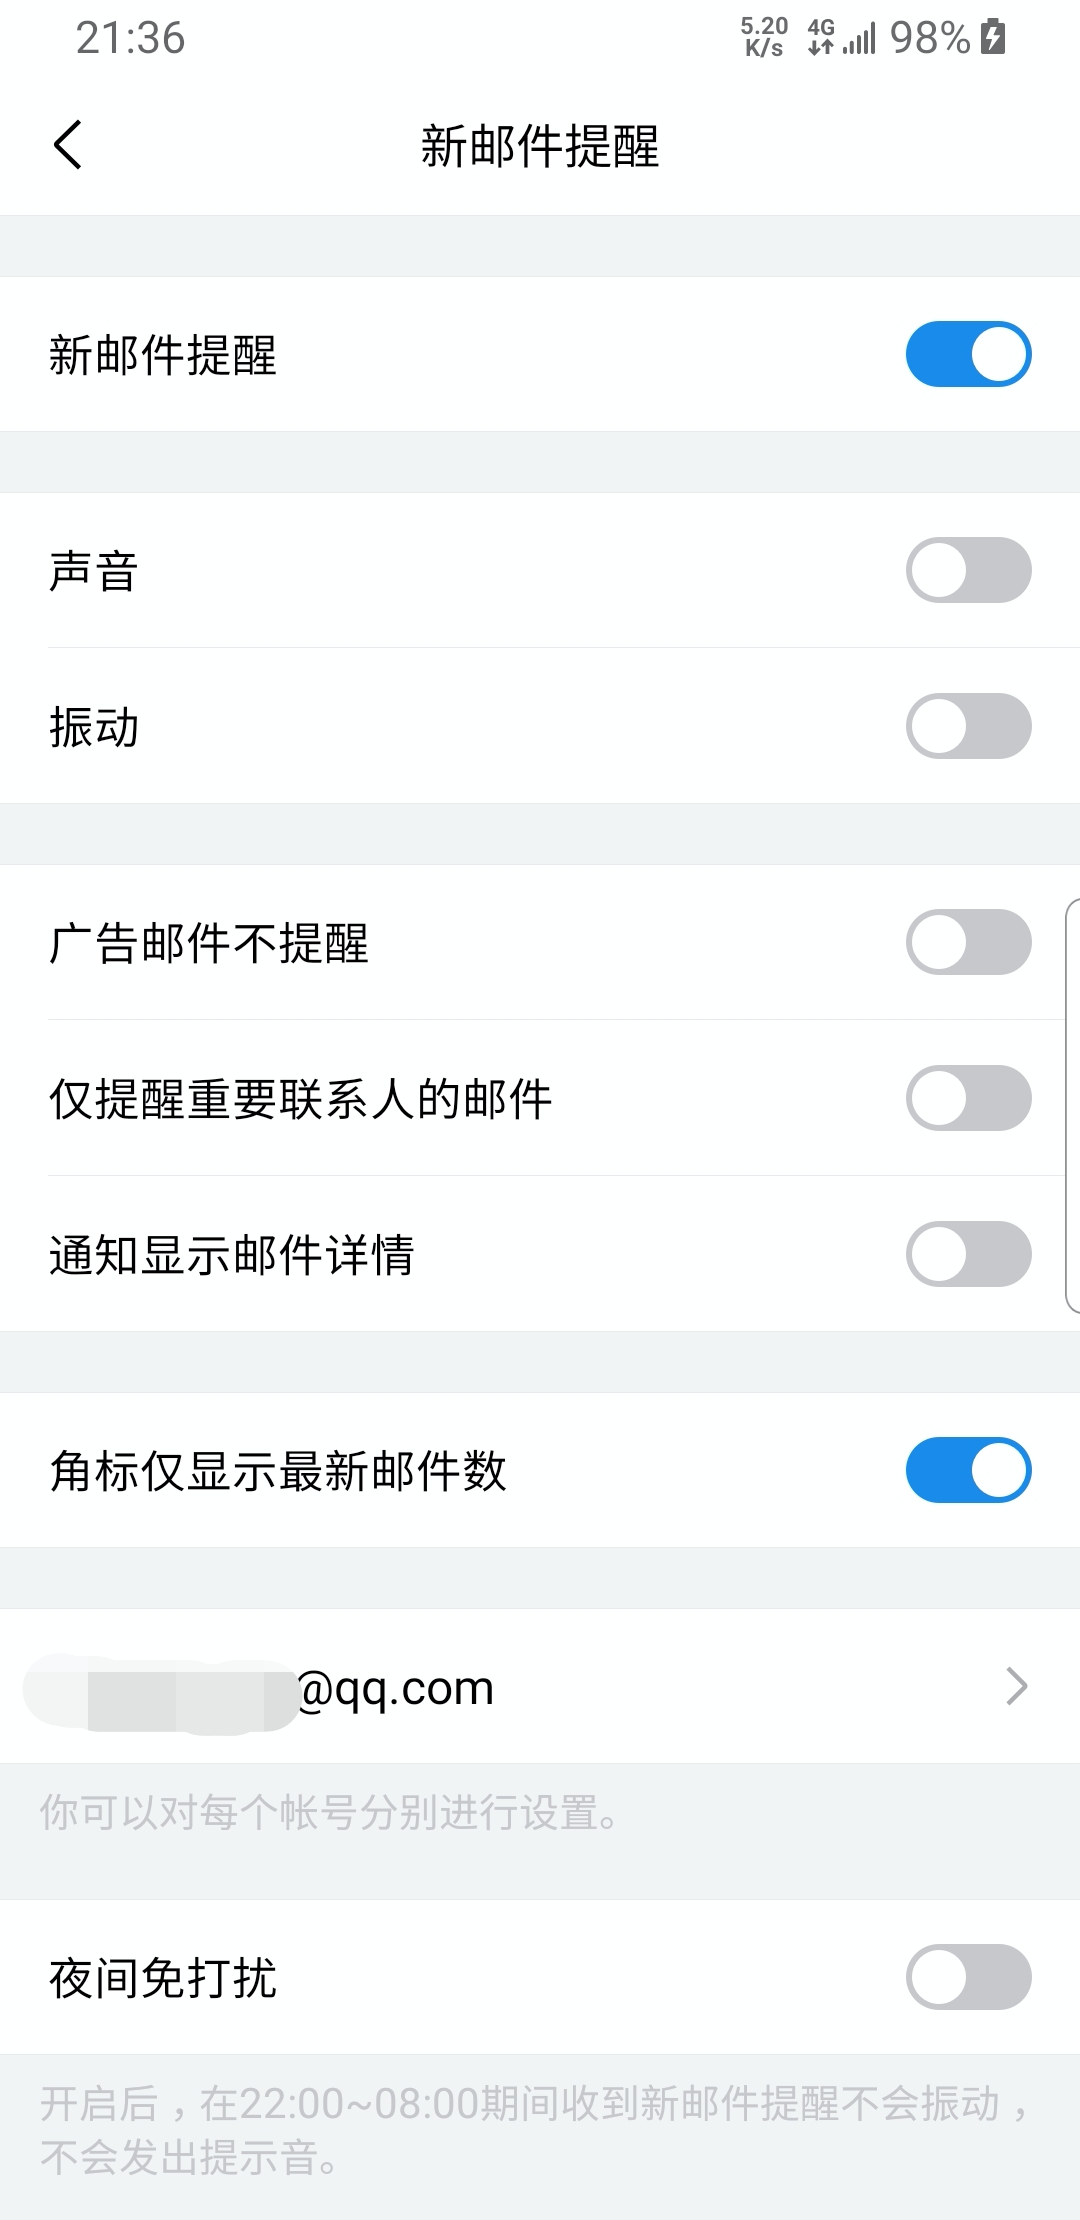 21:36
5.20 K/s 4G 98%
新邮件提醒
新邮件提醒
声音
振动
广告邮件不提醒
仅提醒重要联系人的邮件
通知显示邮件详情
角标仅显示最新邮件数
@qq.com
你可以对每个帐号分别进行设置。
夜间免打扰
开启后，在22:00~08:00期间收到新邮件提醒不会振动，
不会发出提示音。